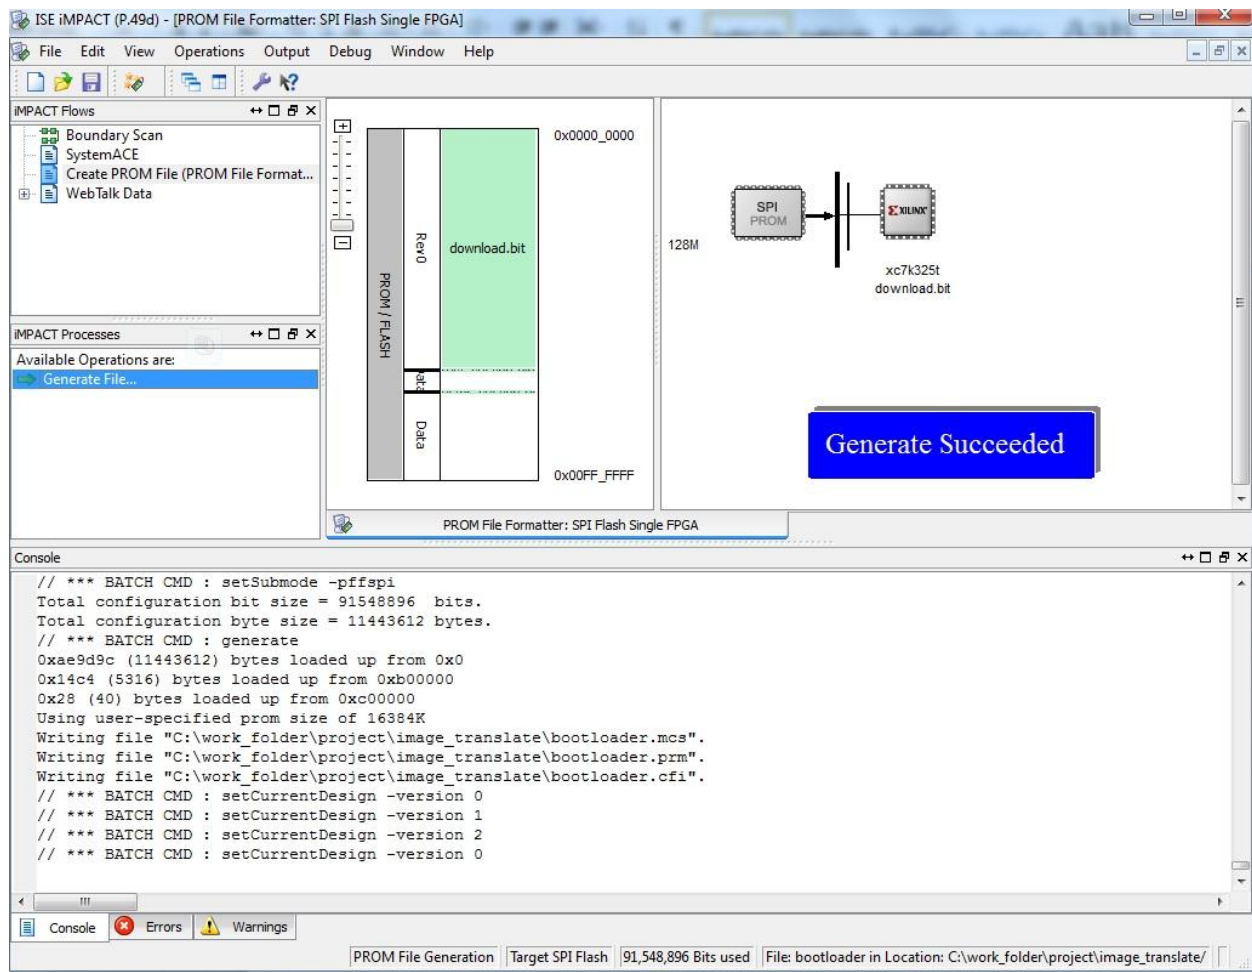 ISE iMPACT (P.49d) - [PROM File Formatter: SPI Flash Single FPGA]
File Edit View Operations Output Debug Window Help
iMPACT Flows
Boundary Scan
SystemACE
Create PROM File (PROM File Format...
WebTalk Data
iMPACT Processes
Available Operations are:
Generate File...
PROM / FLASH
Rev0
Data
download.bit
0x0000_0000
0x00FF_FFFF
128M
SPI
PROM
XILINX
xc7k325t
download.bit
Generate Succeeded
PROM File Formatter: SPI Flash Single FPGA
Console
// *** BATCH CMD : setSubmode -pffspi
Total configuration bit size = 91548896 bits.
Total configuration byte size = 11443612 bytes.
// *** BATCH CMD : generate
0xae9d9c (11443612) bytes loaded up from 0x0
0x14c4 (5316) bytes loaded up from 0xb00000
0x28 (40) bytes loaded up from 0xc00000
Using user-specified prom size of 16384K
Writing file "C:\work_folder\project\image_translate\bootloader.mcs".
Writing file "C:\work_folder\project\image_translate\bootloader.prm".
Writing file "C:\work_folder\project\image_translate\bootloader.cfi".
// *** BATCH CMD : setCurrentDesign -version 0
// *** BATCH CMD : setCurrentDesign -version 1
// *** BATCH CMD : setCurrentDesign -version 2
// *** BATCH CMD : setCurrentDesign -version 0
Console Errors Warnings
PROM File Generation Target SPI Flash 91,548,896 Bits used File: bootloader in Location: C:\work_folder\project\image_translate/